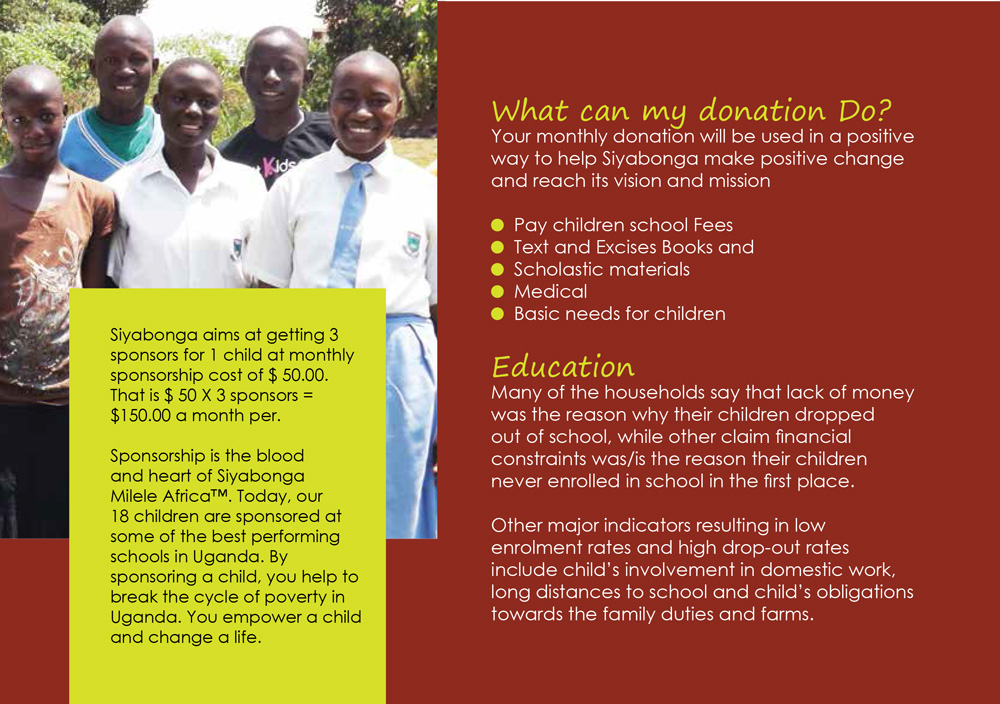 Kids
Siyabonga aims at getting 3
sponsors for 1 child at monthly
sponsorship cost of $ 50.00.
That is $ 50 X 3 sponsors =
$150.00 a month per.
Sponsorship is the blood
and heart of Siyabonga
Milele Africa™. Today, our
18 children are sponsored at
some of the best performing
schools in Uganda. By
sponsoring a child, you help to
break the cycle of poverty in
Uganda. You empower a child
and change a life.
What can my donation Do?
Your monthly donation will be used in a positive
way to help Siyabonga make positive change
and reach its vision and mission
Pay children school Fees
Text and Excises Books and
Scholastic materials
Medical
Basic needs for children
Education
Many of the households say that lack of money
was the reason why their children dropped
out of school, while other claim financial
constraints was/is the reason their children
never enrolled in school in the first place.
Other major indicators resulting in low
enrolment rates and high drop-out rates
include child's involvement in domestic work,
long distances to school and child's obligations
towards the family duties and farms.